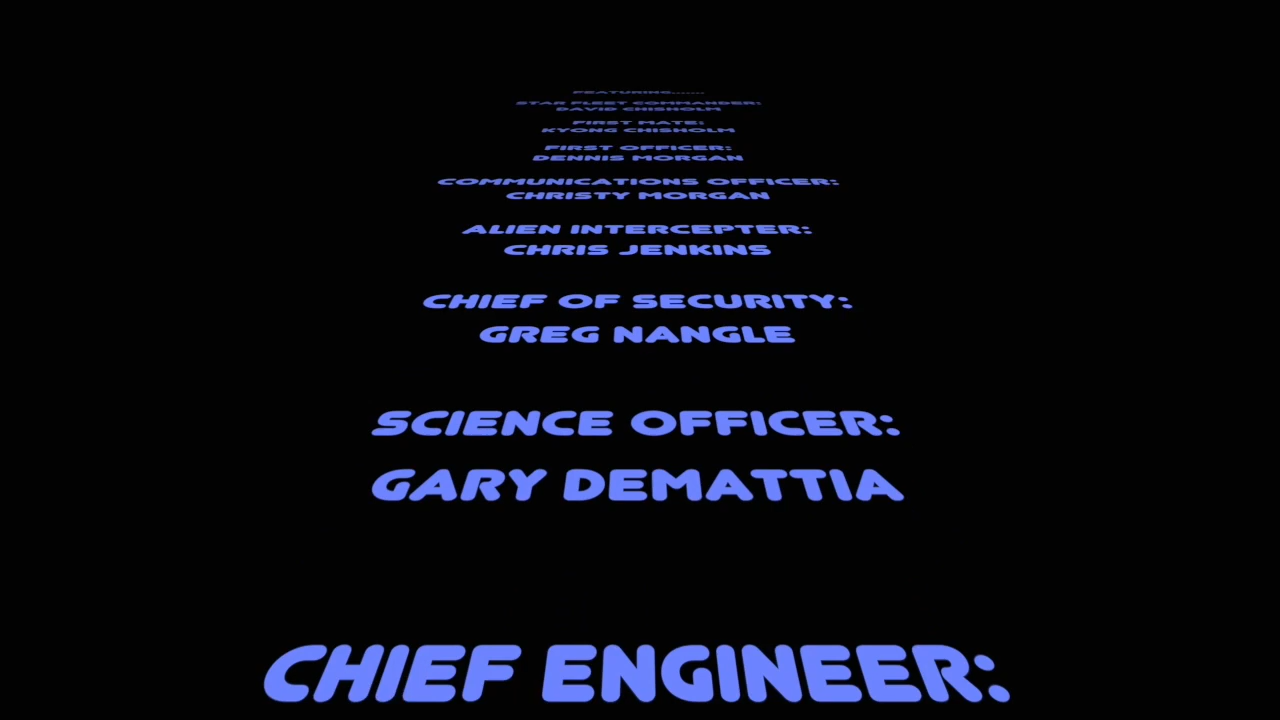 FEATURING.......
STAR FLEET COMMANDER:
DAVID CHISHOLM
FIRST MATE:
KYONG CHISHOLM
FIRST OFFICER:
DENNIS MORGAN
COMMUNICATIONS OFFICER:
CHRISTY MORGAN
ALIEN INTERCEPTER:
CHRIS JENKINS
CHIEF OF SECURITY:
GREG NANGLE
SCIENCE OFFICER:
GARY DEMATTIA
CHIEF ENGINEER: